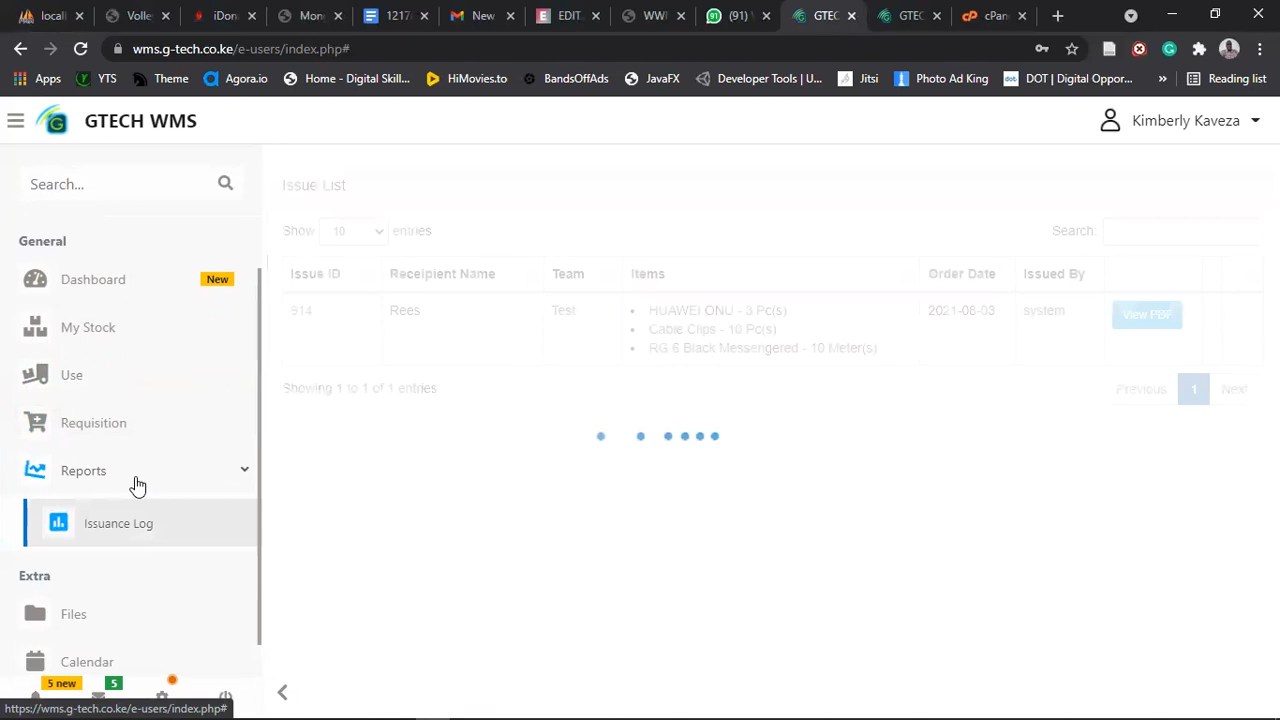 locali Volle iDon Mong 1217 New EDIT WWI 91 (91) V GTEC GTEC cPane
wms.g-tech.co.ke/e-users/index.php#
Apps YTS Theme Agora.io Home - Digital Skill... HiMovies.to BandsOffAds JavaFX Developer Tools | U... Jitsi Photo Ad King DOT | Digital Oppor... » Reading list
GTECH WMS Kimberly Kaveza
Search...
Issue List
Show 10 entries Search:
General
Issue ID Receipient Name Team Items Order Date Issued By
Dashboard New
814 Rees Test HUAWEI ONU - 3 Pc(s) 2021-08-03 system View PDF
My Stock
Cable Clips - 10 Pc(s)
RG 6 Black Messengered - 10 Meter(s)
Use
Showing 1 to 1 of 1 entries Previous 1 Next
Requisition
Reports
Issuance Log
Extra
Files
Calendar
5 new 5
https://wms.g-tech.co.ke/e-users/index.php#